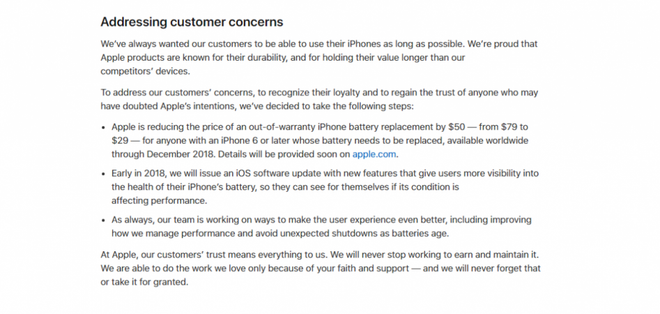 Addressing customer concerns
We've always wanted our customers to be able to use their iPhones as long as possible. We're proud that
Apple products are known for their durability, and for holding their value longer than our
competitors' devices.
To address our customers' concerns, to recognize their loyalty and to regain the trust of anyone who may
have doubted Apple's intentions, we've decided to take the following steps:
• Apple is reducing the price of an out-of-warranty iPhone battery replacement by $50 — from $79 to
$29 — for anyone with an iPhone 6 or later whose battery needs to be replaced, available worldwide
through December 2018. Details will be provided soon on apple.com.
• Early in 2018, we will issue an iOS software update with new features that give users more visibility into
the health of their iPhone's battery, so they can see for themselves if its condition is
affecting performance.
• As always, our team is working on ways to make the user experience even better, including improving
how we manage performance and avoid unexpected shutdowns as batteries age.
At Apple, our customers' trust means everything to us. We will never stop working to earn and maintain it.
We are able to do the work we love only because of your faith and support — and we will never forget that
or take it for granted.